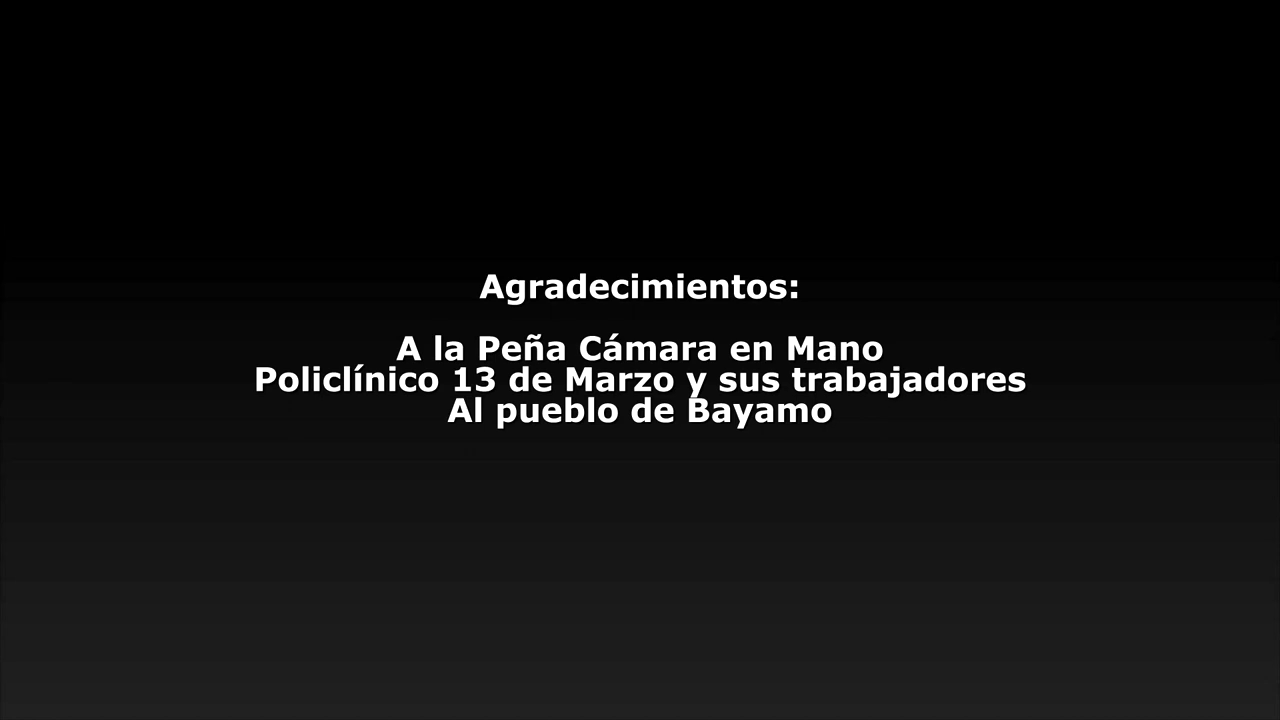 Agradecimientos:
A la Peña Cámara en Mano
Policlínico 13 de Marzo y sus trabajadores
Al pueblo de Bayamo